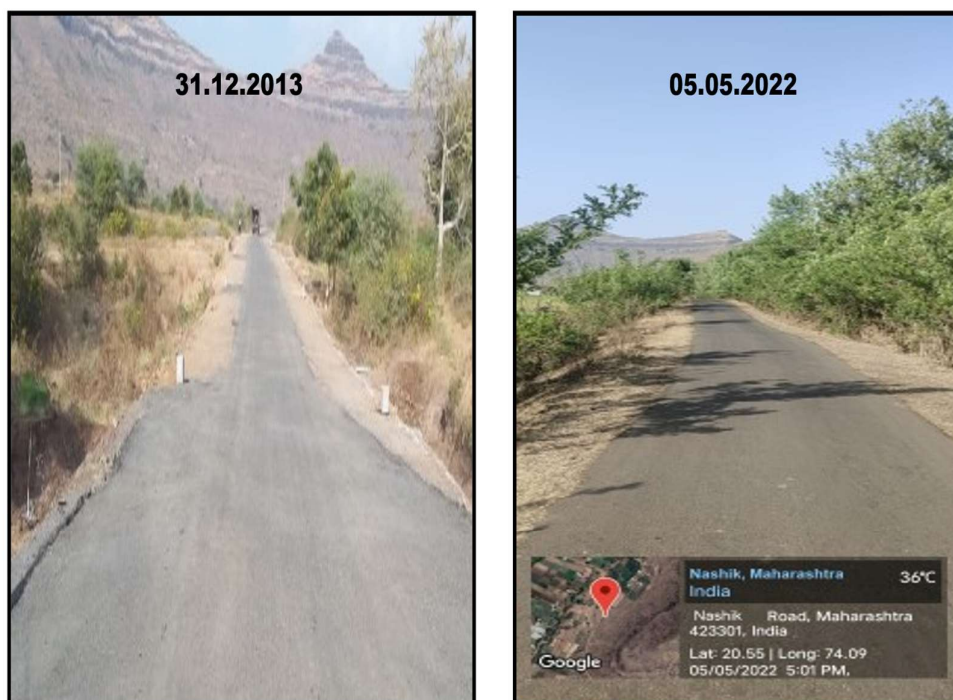 31.12.2013
05.05.2022
Nashik, Maharashtra 36°C
India
Nashik Road, Maharashtra
423301, India
Lat: 20.55 | Long: 74.09
05/05/2022 5:01 PM.
Google